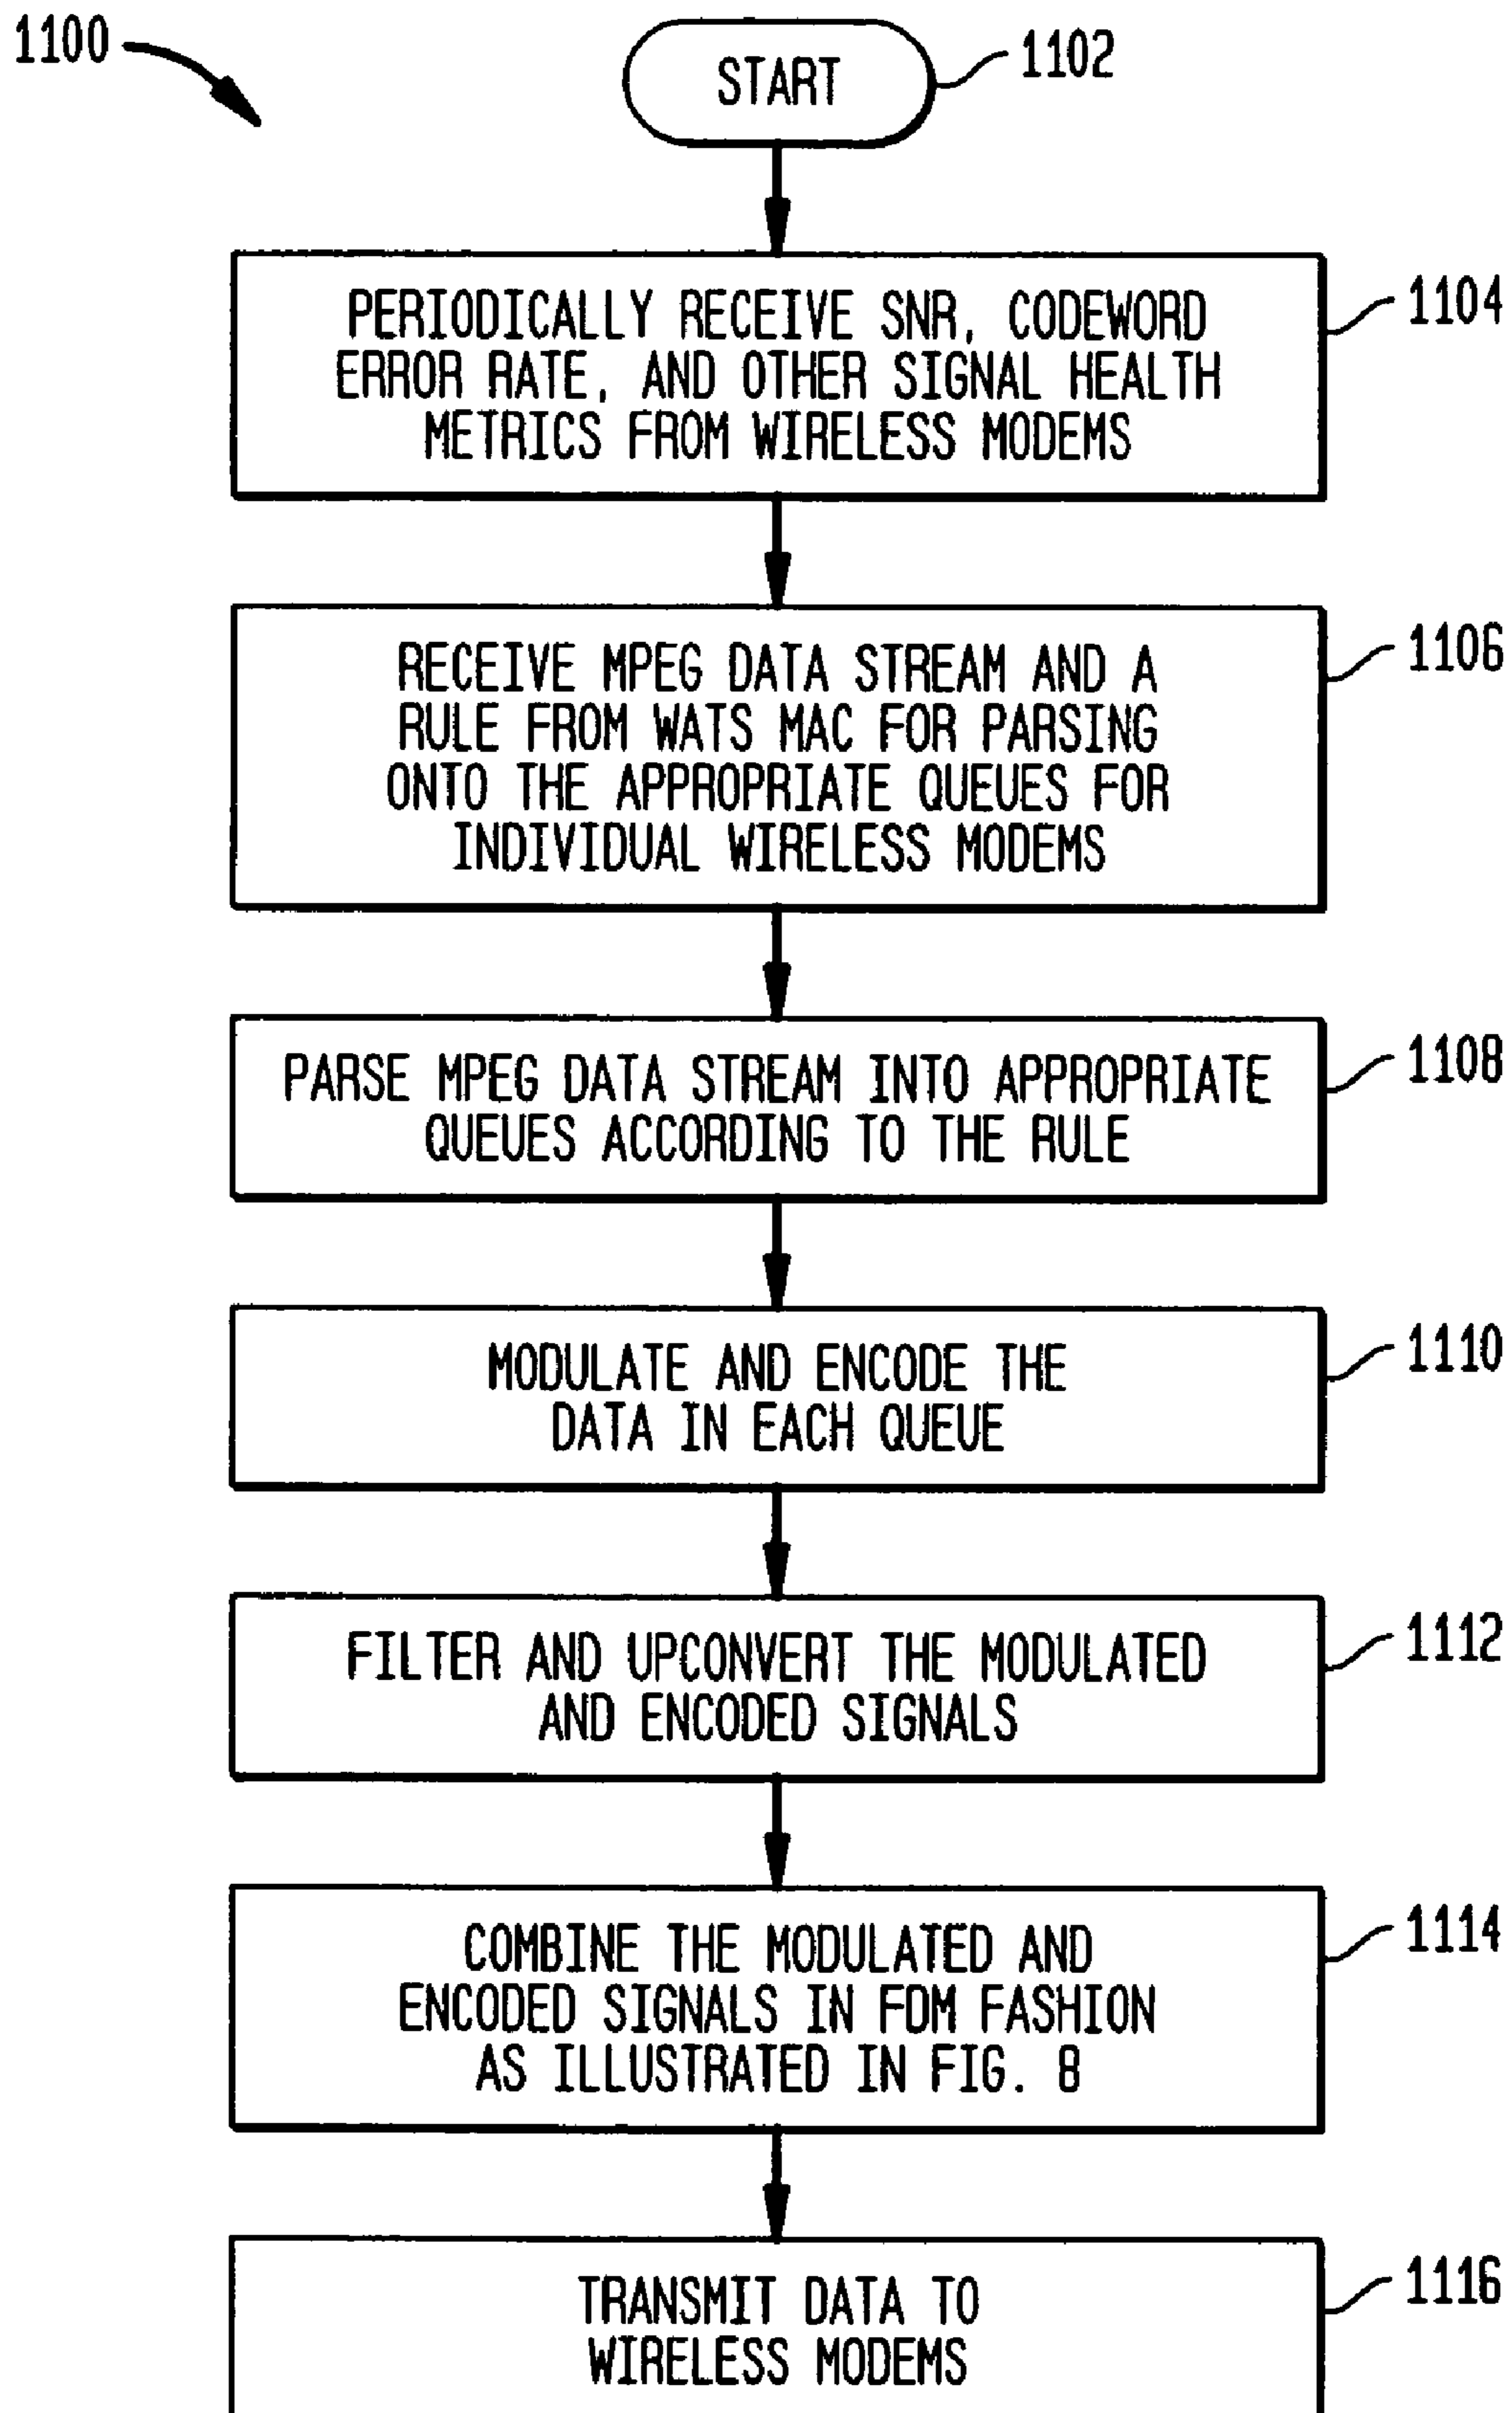 1100
START
1102
PERIODICALLY RECEIVE SNR, CODEWORD
ERROR RATE, AND OTHER SIGNAL HEALTH
METRICS FROM WIRELESS MODEMS
1104
RECEIVE MPEG DATA STREAM AND A
RULE FROM WATS MAC FOR PARSING
ONTO THE APPROPRIATE QUEUES FOR
INDIVIDUAL WIRELESS MODEMS
1106
PARSE MPEG DATA STREAM INTO APPROPRIATE
QUEUES ACCORDING TO THE RULE
1108
MODULATE AND ENCODE THE
DATA IN EACH QUEUE
1110
FILTER AND UPCONVERT THE MODULATED
AND ENCODED SIGNALS
1112
COMBINE THE MODULATED AND
ENCODED SIGNALS IN FDM FASHION
AS ILLUSTRATED IN FIG. 8
1114
TRANSMIT DATA TO
WIRELESS MODEMS
1116